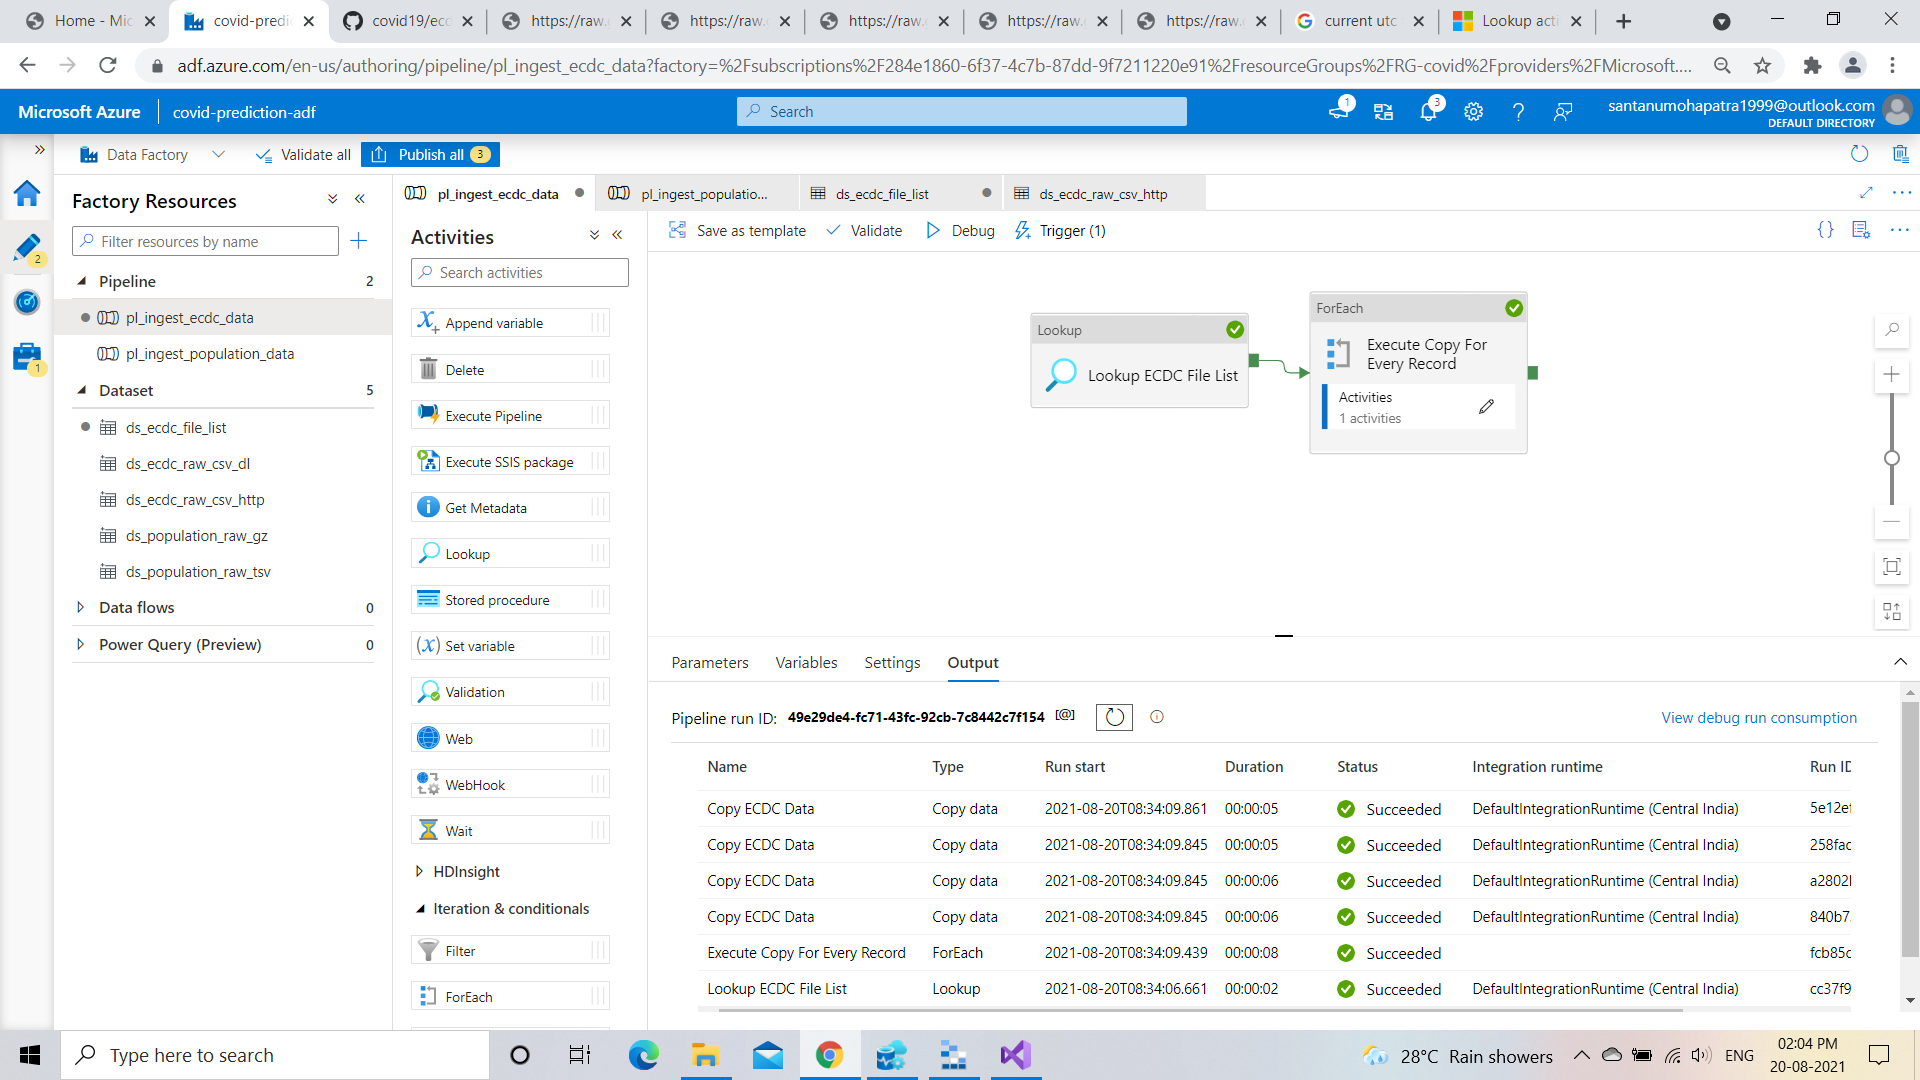 Home - Mic
covid-predi
covid19/ecd
https://raw.
https://raw.
https://raw.
https://raw.
https://raw.
current utc
Lookup acti
adf.azure.com/en-us/authoring/pipeline/pl_ingest_ecdc_data?factory=%2Fsubscriptions%2F284e1860-6f37-4c7b-87dd-9f7211220e91%2FresourceGroups%2FRG-covid%2Fproviders%2FMicrosoft....
Microsoft Azure
covid-prediction-adf
Search
1
3
santanumohapatra1999@outlook.com
DEFAULT DIRECTORY
Data Factory
Validate all
Publish all 3
Factory Resources
Filter resources by name
2
1
Pipeline 2
pl_ingest_ecdc_data
pl_ingest_population_data
Dataset 5
ds_ecdc_file_list
ds_ecdc_raw_csv_dl
ds_ecdc_raw_csv_http
ds_population_raw_gz
ds_population_raw_tsv
Data flows 0
Power Query (Preview) 0
pl_ingest_ecdc_data
pl_ingest_populatio...
ds_ecdc_file_list
ds_ecdc_raw_csv_http
Activities
Search activities
Append variable
Delete
Execute Pipeline
Execute SSIS package
Get Metadata
Lookup
Stored procedure
Set variable
Validation
Web
WebHook
Wait
HDInsight
Iteration & conditionals
Filter
ForEach
Save as template
Validate
Debug
Trigger (1)
Lookup
Lookup ECDC File List
ForEach
Execute Copy For
Every Record
Activities
1 activities
Parameters
Variables
Settings
Output
Pipeline run ID: 49e29de4-fc71-43fc-92cb-7c8442c7f154 [@]
View debug run consumption
Name Type Run start Duration Status Integration runtime Run ID
Copy ECDC Data Copy data 2021-08-20T08:34:09.861 00:00:05 Succeeded DefaultIntegrationRuntime (Central India) 5e12ef
Copy ECDC Data Copy data 2021-08-20T08:34:09.845 00:00:05 Succeeded DefaultIntegrationRuntime (Central India) 258fac
Copy ECDC Data Copy data 2021-08-20T08:34:09.845 00:00:06 Succeeded DefaultIntegrationRuntime (Central India) a2802
Copy ECDC Data Copy data 2021-08-20T08:34:09.845 00:00:06 Succeeded DefaultIntegrationRuntime (Central India) 840b7
Execute Copy For Every Record ForEach 2021-08-20T08:34:09.439 00:00:08 Succeeded fcb85c
Lookup ECDC File List Lookup 2021-08-20T08:34:06.661 00:00:02 Succeeded DefaultIntegrationRuntime (Central India) cc37f9
Type here to search
28°C Rain showers
ENG
02:04 PM
20-08-2021